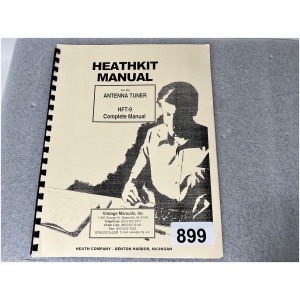 HEATHKIT
MANUAL
for the
ANTENNA TUNER
HFT-9
Complete Manual
Vintage Manuals, Inc
899
HEATH COMPANY - BENTON HARBOR, MICHIGAN